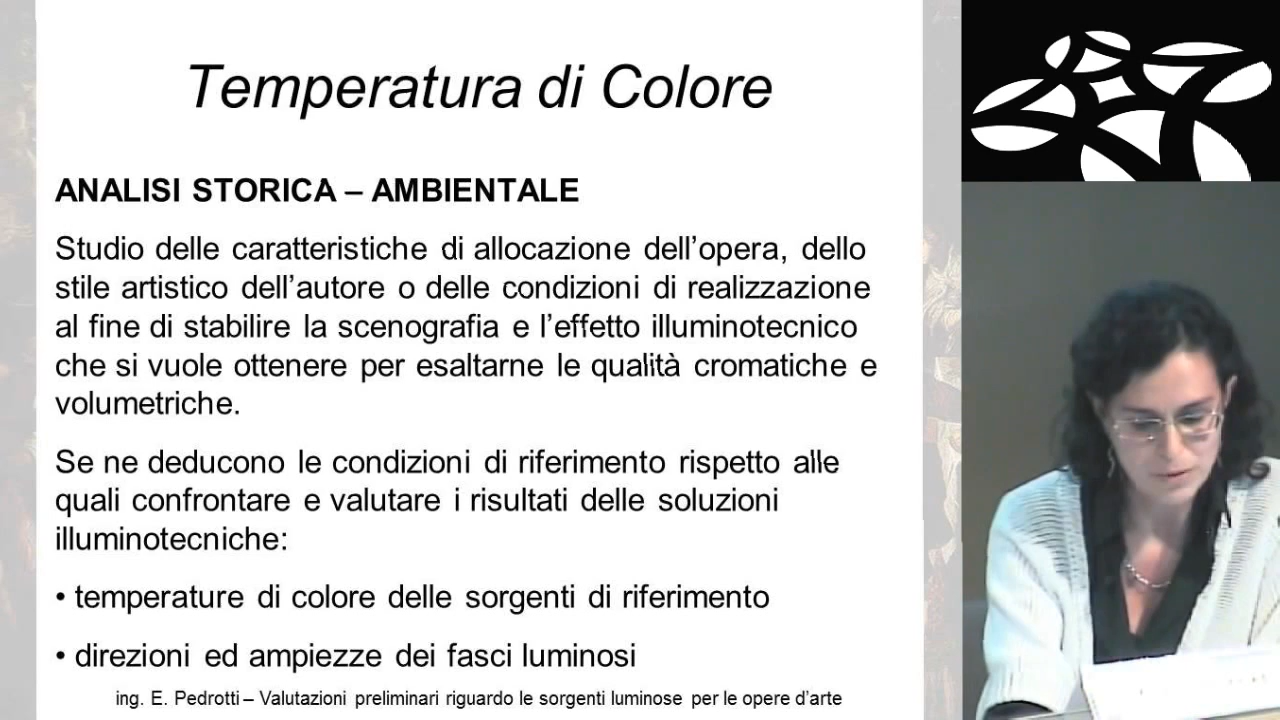 Temperatura di Colore
ANALISI STORICA – AMBIENTALE
Studio delle caratteristiche di allocazione dell’opera, dello
stile artistico dell’autore o delle condizioni di realizzazione
al fine di stabilire la scenografia e l’effetto illuminotecnico
che si vuole ottenere per esaltarne le qualità cromatiche e
volumetriche.
Se ne deducono le condizioni di riferimento rispetto alle
quali confrontare e valutare i risultati delle soluzioni
illuminotecniche:
• temperature di colore delle sorgenti di riferimento
• direzioni ed ampiezze dei fasci luminosi
ing. E. Pedrotti – Valutazioni preliminari riguardo le sorgenti luminose per le opere d’arte